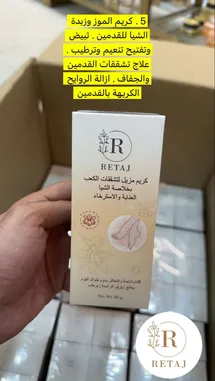 5 . كريم الموز وزبدة
الشيا للقدمين . تبيض
وتفتيح تنعيم وترطيب .
علاج تشققات القدمين
والجفاف . ازالة الروايح
الكريهة بالقدمين
R
RETAJ
كريم مزيل لتشققات الكعب
بخلاصة الشيا
العناية والاسترخاء
R
RETAJ